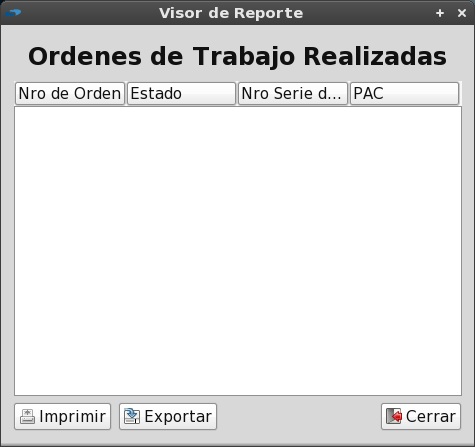 Visor de Reporte
Ordenes de Trabajo Realizadas
Nro de Orden Estado Nro Serie d... PAC
Imprimir Exportar Cerrar